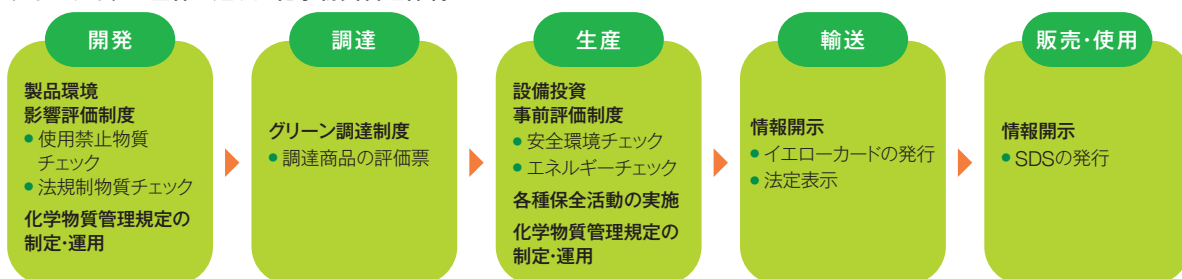 開発
製品環境
影響評価制度
●使用禁止物質
チェック
●法規制物質チェック
化学物質管理規定の
制定・運用
調達
グリーン調達制度
●調達商品の評価票
生産
設備投資
事前評価制度
●安全環境チェック
●エネルギーチェック
各種保全活動の実施
化学物質管理規定の
制定・運用
輸送
情報開示
●イエローカードの発行
●法定表示
販売・使用
情報開示
●SDSの発行